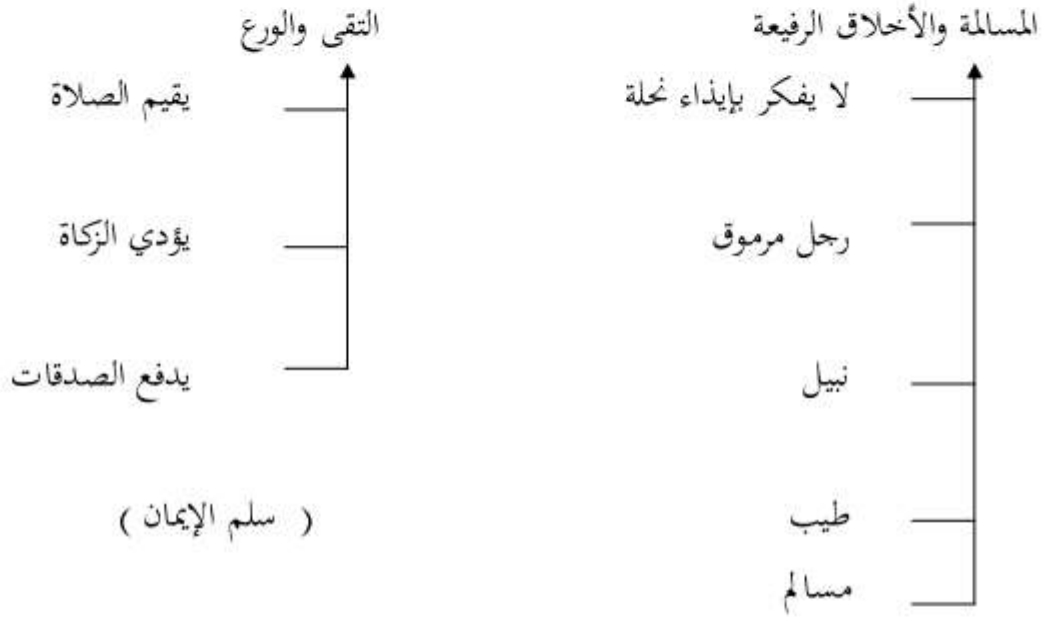 المسالمة والأخلاق الرفيعة
لا يفكر بإيذاء نحلة
رجل مرموق
نبيل
طيب
مسالم
التقى والورع
يقيم الصلاة
يؤدي الزكاة
يدفع الصدقات
( سلم الإيمان )